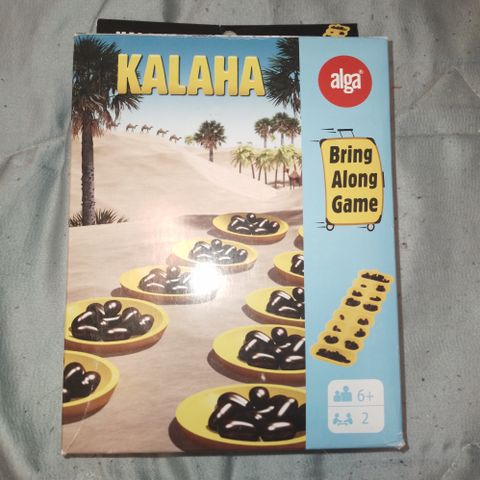 KALAHA
alga®
Bring
Along
Game
6+
2